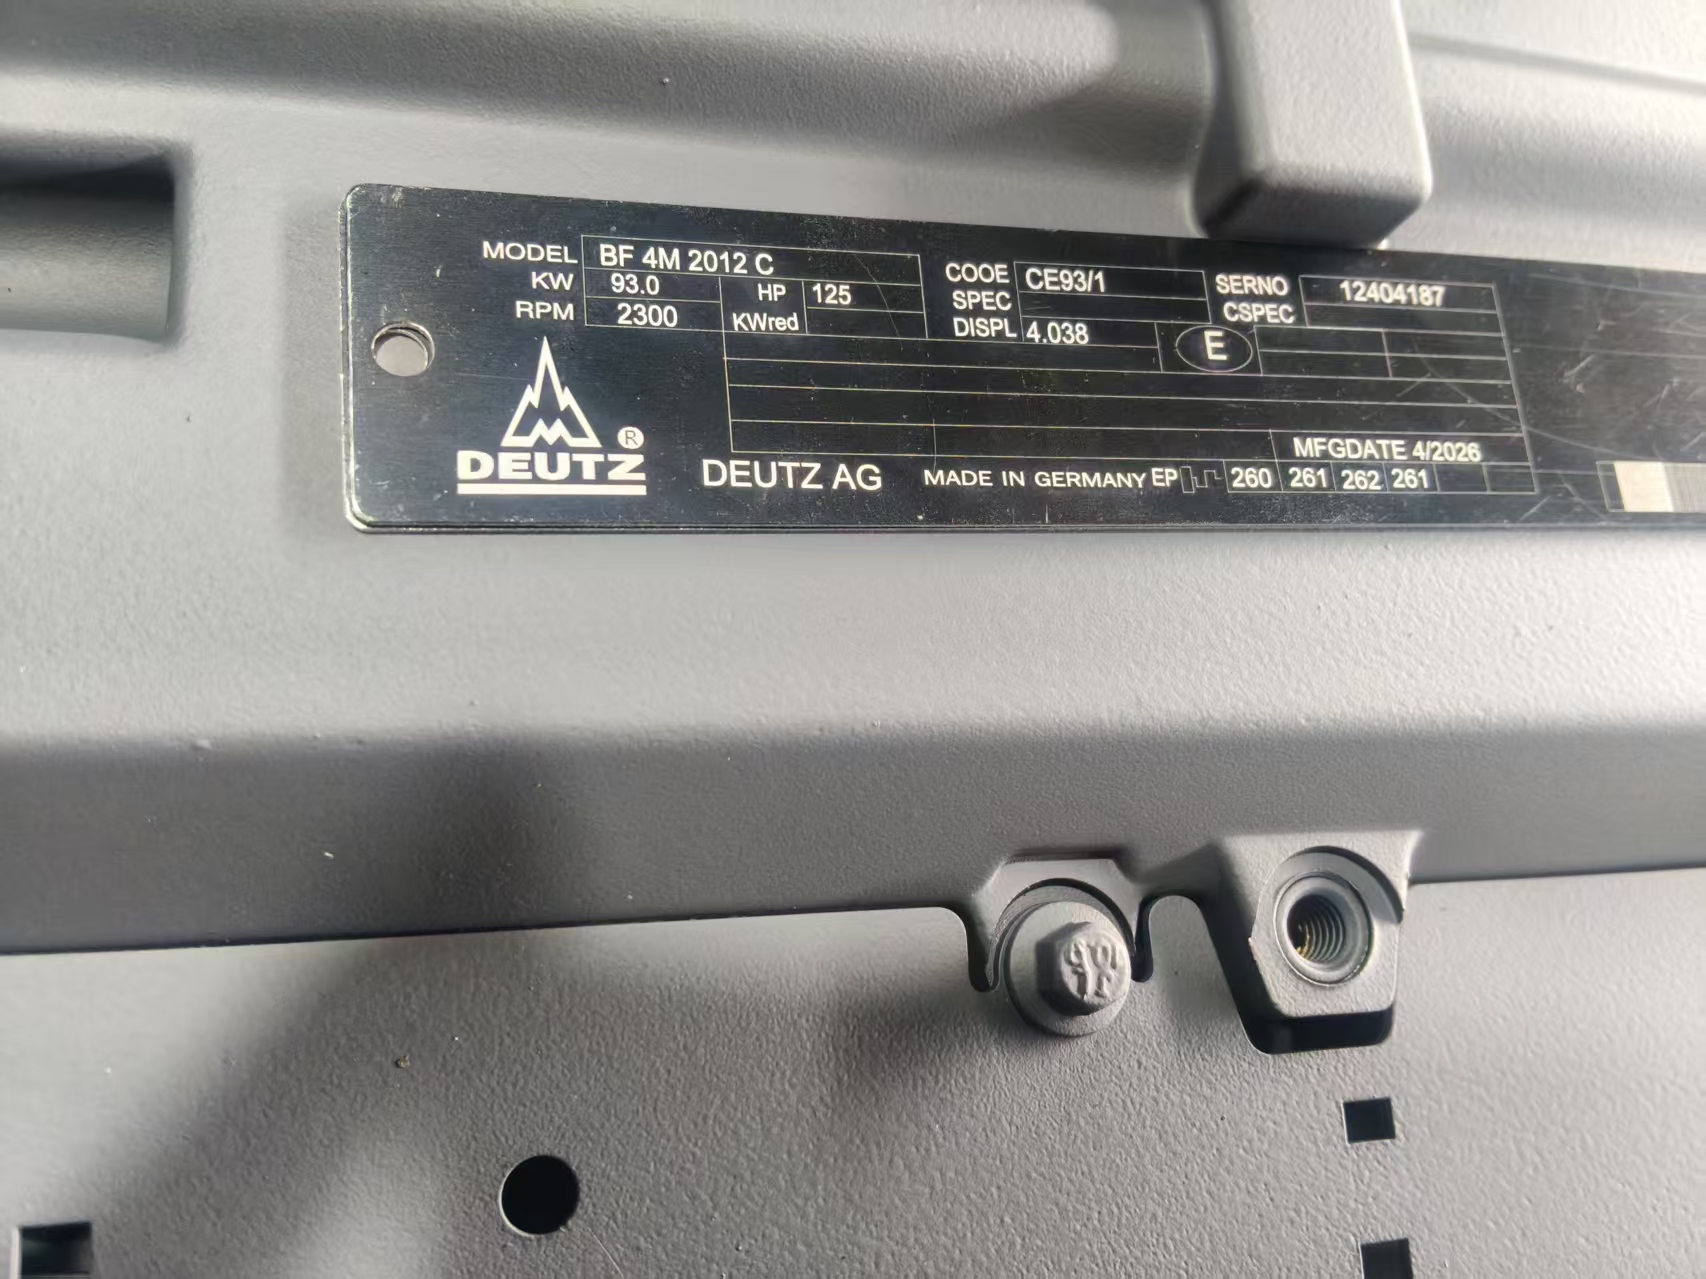 MODEL BF 4M 2012 C
KW 93.0 HP 125
RPM 2300 KWred
COOE CE93/1 SERNO 12404187
SPEC CSPEC
DISPL 4.038 E
MFGDATE 4/2026
DEUTZ ®
DEUTZ AG MADE IN GERMANY EP 260 261 262 261